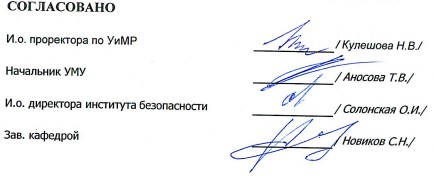 СОГЛАСОВАНО
И.о. проректора по УиМР / Кулешова Н.В./
Начальник УМУ / Аносова Т.В./
И.о. директора института безопасности / Солонская О.И./
Зав. кафедрой / Новиков С.Н./